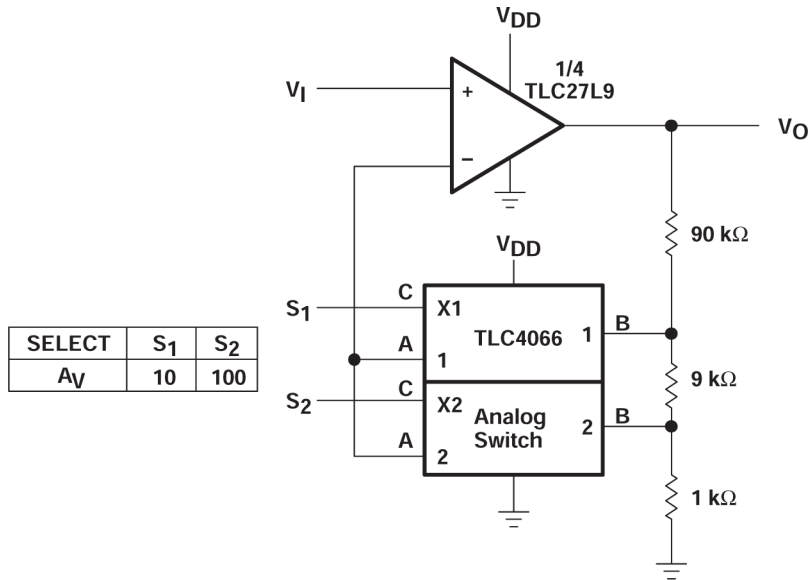 VDD
1/4
TLC27L9
VI
+
−
VO
90 kΩ
VDD
S1
C
X1
TLC4066
1
B
A
1
9 kΩ
S2
C
X2
Analog
Switch
2
B
A
2
1 kΩ
SELECT S1 S2
AV 10 100